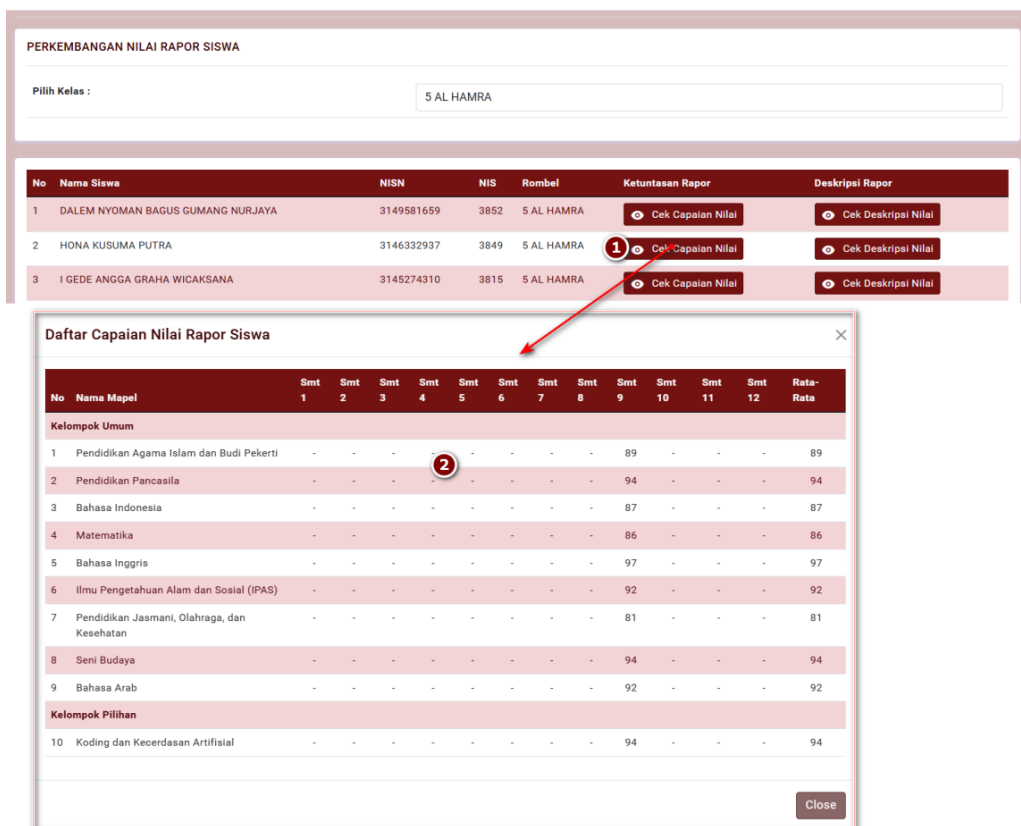 PERKEMBANGAN NILAI RAPOR SISWA
Pilih Kelas : 5 AL HAMRA
No Nama Siswa NISN NIS Rombel Ketuntasan Rapor Deskripsi Rapor
1 DALEM NYOMAN BAGUS GUMANG NURJAYA 3149581659 3852 5 AL HAMRA Cek Capaian Nilai Cek Deskripsi Nilai
2 HONA KUSUMA PUTRA 3146332937 3849 5 AL HAMRA 1 Cek Capaian Nilai Cek Deskripsi Nilai
3 I GEDE ANGGA GRAHA WICAKSANA 3145274310 3815 5 AL HAMRA Cek Capaian Nilai Cek Deskripsi Nilai
Daftar Capaian Nilai Rapor Siswa ×
No Nama Mapel Smt 1 Smt 2 Smt 3 Smt 4 Smt 5 Smt 6 Smt 7 Smt 8 Smt 9 Smt 10 Smt 11 Smt 12 Rata-Rata
Kelompok Umum
1 Pendidikan Agama Islam dan Budi Pekerti - - - - - - - - 89 - - - 89
2
2 Pendidikan Pancasila - - - - - - - - 94 - - - 94
3 Bahasa Indonesia - - - - - - - - 87 - - - 87
4 Matematika - - - - - - - - 86 - - - 86
5 Bahasa Inggris - - - - - - - - 97 - - - 97
6 Ilmu Pengetahuan Alam dan Sosial (IPAS) - - - - - - - - 92 - - - 92
7 Pendidikan Jasmani, Olahraga, dan - - - - - - - - 81 - - - 81
Kesehatan
8 Seni Budaya - - - - - - - - 94 - - - 94
9 Bahasa Arab - - - - - - - - 92 - - - 92
Kelompok Pilihan
10 Koding dan Kecerdasan Artifisial - - - - - - - - 94 - - - 94
Close